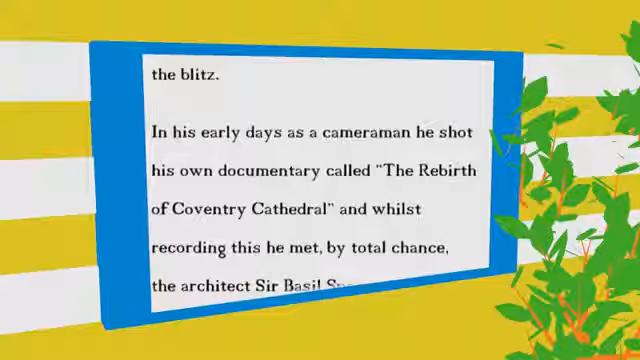 the blitz.
In his early days as a cameraman he shot
his own documentary called "The Rebirth
of Coventry Cathedral" and whilst
recording this he met, by total chance,
the architect Sir Basil